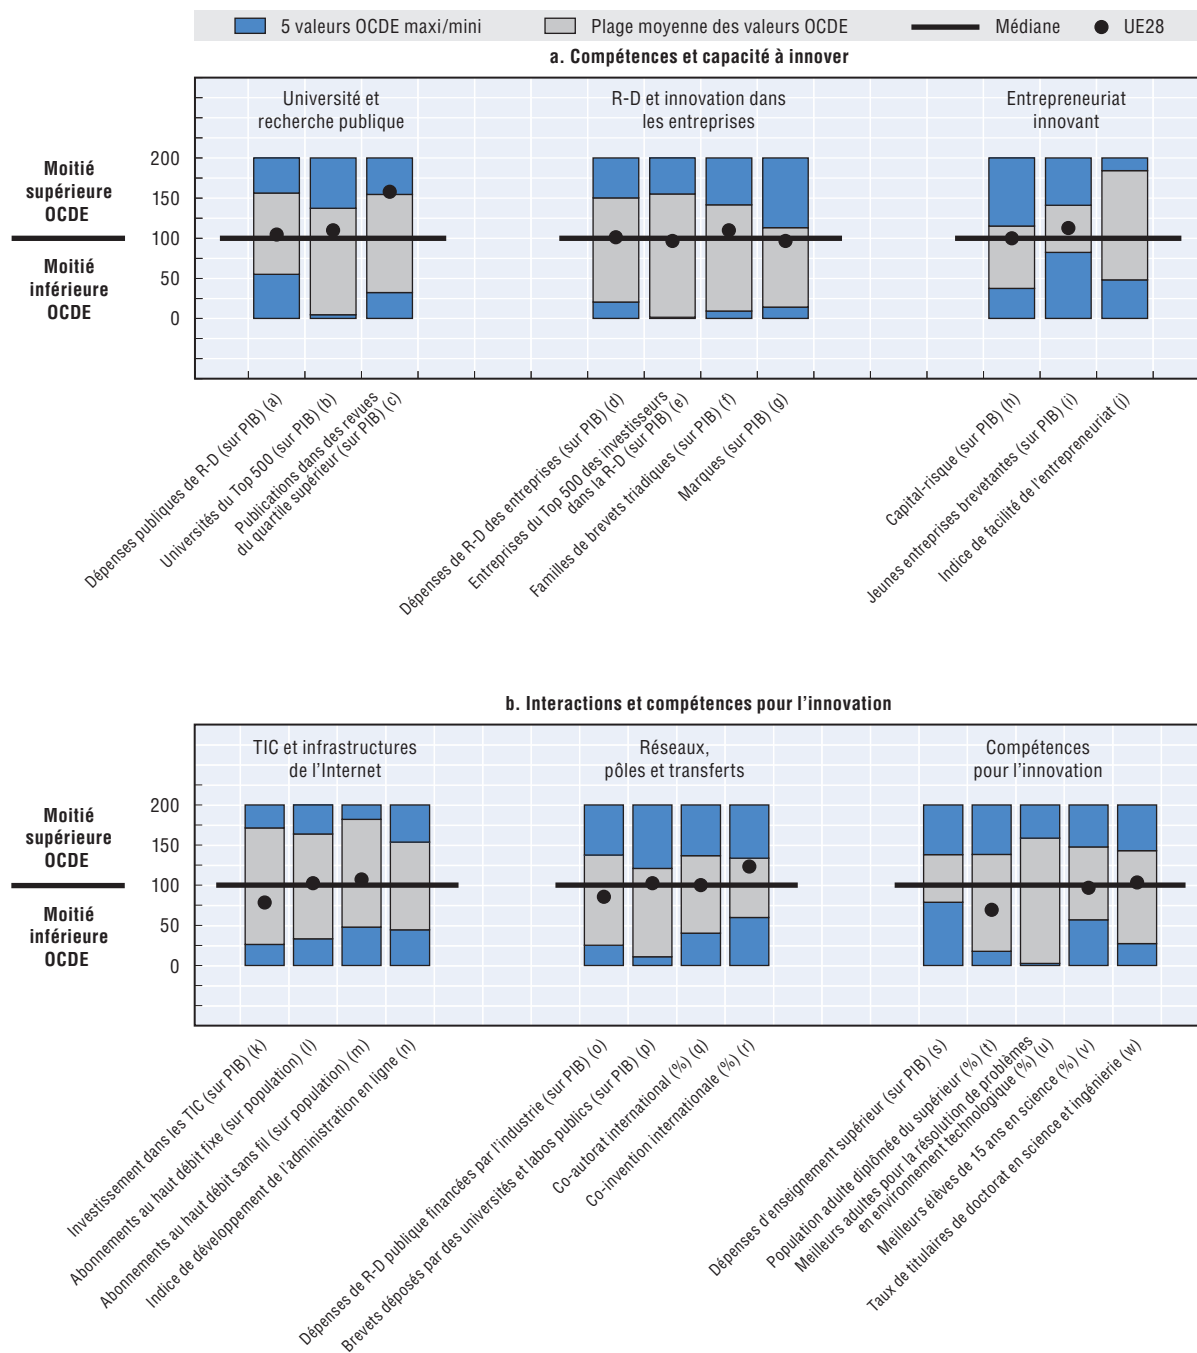 5 valeurs OCDE maxi/mini
Plage moyenne des valeurs OCDE
Médiane
UE28
a. Compétences et capacité à innover
Université et
recherche publique
R-D et innovation dans
les entreprises
Entrepreneuriat
innovant
Moitié
supérieure
OCDE
Moitié
inférieure
OCDE
200
150
100
50
0
Dépenses publiques de R-D (sur PIB) (a)
Universités du Top 500 (sur PIB) (b)
Publications dans des revues
du quartile supérieur (sur PIB) (c)
Dépenses de R-D des entreprises (sur PIB) (d)
Entreprises du Top 500 des investisseurs
dans la R-D (sur PIB) (e)
Familles de brevets triadiques (sur PIB) (f)
Marques (sur PIB) (g)
Capital-risque (sur PIB) (h)
Jeunes entreprises brevetantes (sur PIB) (i)
Indice de facilité de l'entrepreneuriat (j)
b. Interactions et compétences pour l'innovation
TIC et infrastructures
de l'Internet
Réseaux,
pôles et transferts
Compétences
pour l'innovation
Moitié
supérieure
OCDE
Moitié
inférieure
OCDE
200
150
100
50
0
Investissement dans les TIC (sur PIB) (k)
Abonnements au haut débit fixe (sur population) (l)
Abonnements au haut débit sans fil (sur population) (m)
Indice de développement de l'administration en ligne (n)
Dépenses de R-D publique financées par l'industrie (sur PIB) (o)
Brevets déposés par des universités et labos publics (sur PIB) (p)
Co-autorat international (%) (q)
Co-invention internationale (%) (r)
Dépenses d'enseignement supérieur (sur PIB) (s)
Population adulte diplômée du supérieur (%) (t)
Meilleurs adultes pour la résolution de problèmes
en environnement technologique (%) (u)
Meilleurs élèves de 15 ans en science (%) (v)
Taux de titulaires de doctorat en science et ingénierie (w)